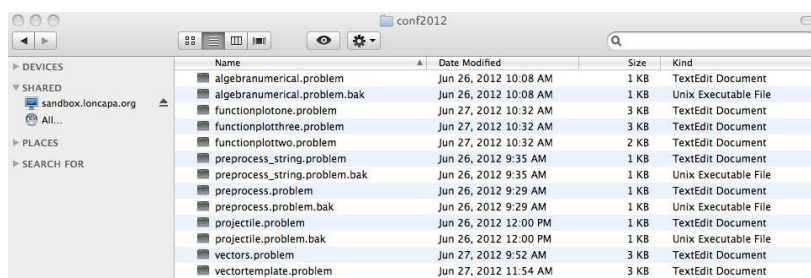 conf2012
Name Date Modified Size Kind
DEVICES
SHARED
sandbox.loncapa.org
All...
PLACES
SEARCH FOR
algebranumerical.problem Jun 26, 2012 10:08 AM 1 KB TextEdit Document
algebranumerical.problem.bak Jun 26, 2012 10:08 AM 1 KB Unix Executable File
functionplotone.problem Jun 27, 2012 10:32 AM 3 KB TextEdit Document
functionplotthree.problem Jun 27, 2012 10:32 AM 3 KB TextEdit Document
functionplottwo.problem Jun 27, 2012 10:32 AM 2 KB TextEdit Document
preprocess_string.problem Jun 26, 2012 9:35 AM 1 KB TextEdit Document
preprocess_string.problem.bak Jun 26, 2012 9:35 AM 1 KB Unix Executable File
preprocess.problem Jun 26, 2012 9:29 AM 1 KB TextEdit Document
preprocess.problem.bak Jun 26, 2012 9:29 AM 1 KB Unix Executable File
projectile.problem Jun 26, 2012 12:00 PM 1 KB TextEdit Document
projectile.problem.bak Jun 26, 2012 12:00 PM 1 KB Unix Executable File
vectors.problem Jun 27, 2012 9:52 AM 3 KB TextEdit Document
vectortemplate.problem Jun 27, 2012 11:54 AM 3 KB TextEdit Document